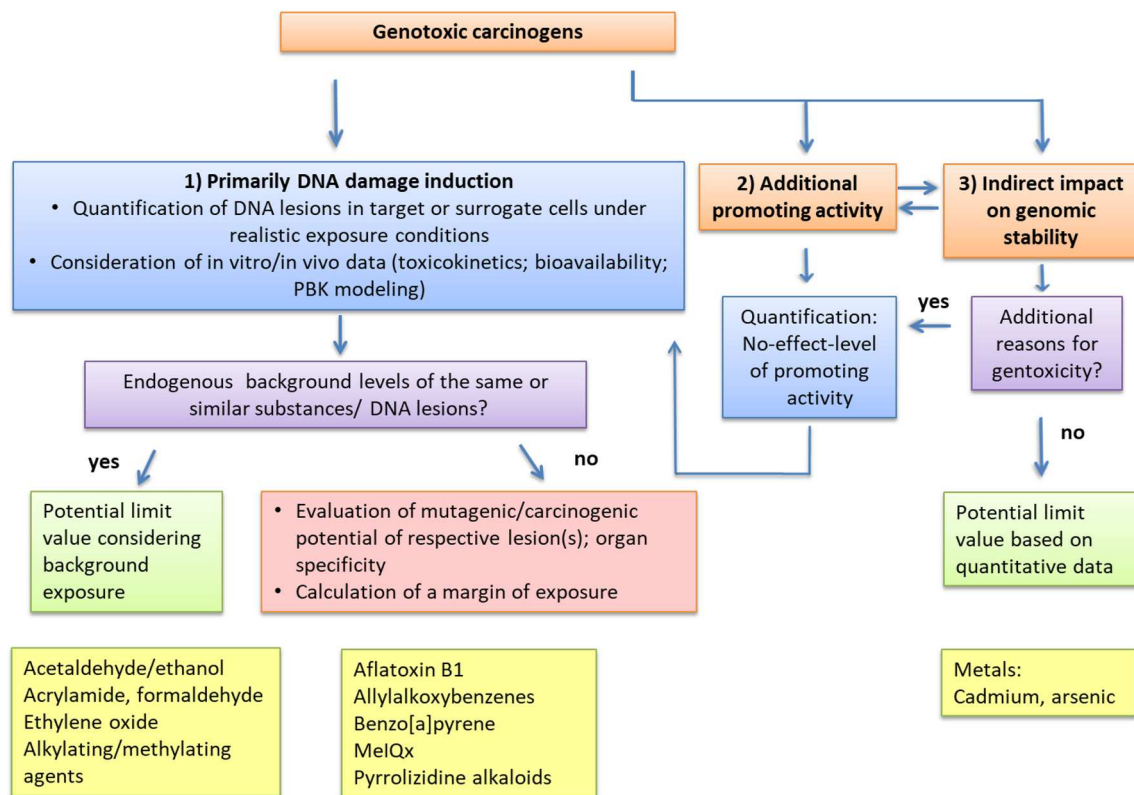 Genotoxic carcinogens
1) Primarily DNA damage induction
• Quantification of DNA lesions in target or surrogate cells under
realistic exposure conditions
• Consideration of in vitro/in vivo data (toxicokinetics; bioavailability;
PBK modeling)
2) Additional
promoting activity
3) Indirect impact
on genomic
stability
Quantification:
No-effect-level
of promoting
activity
yes
Additional
reasons for
gentoxicity?
Endogenous background levels of the same or
similar substances/ DNA lesions?
yes
no
no
Potential limit
value considering
background
exposure
• Evaluation of mutagenic/carcinogenic
potential of respective lesion(s); organ
specificity
• Calculation of a margin of exposure
Potential limit
value based on
quantitative data
Acetaldehyde/ethanol
Acrylamide, formaldehyde
Ethylene oxide
Alkylating/methylating
agents
Aflatoxin B1
Allylalkoxybenzenes
Benzo[a]pyrene
MeIQx
Pyrrolizidine alkaloids
Metals:
Cadmium, arsenic